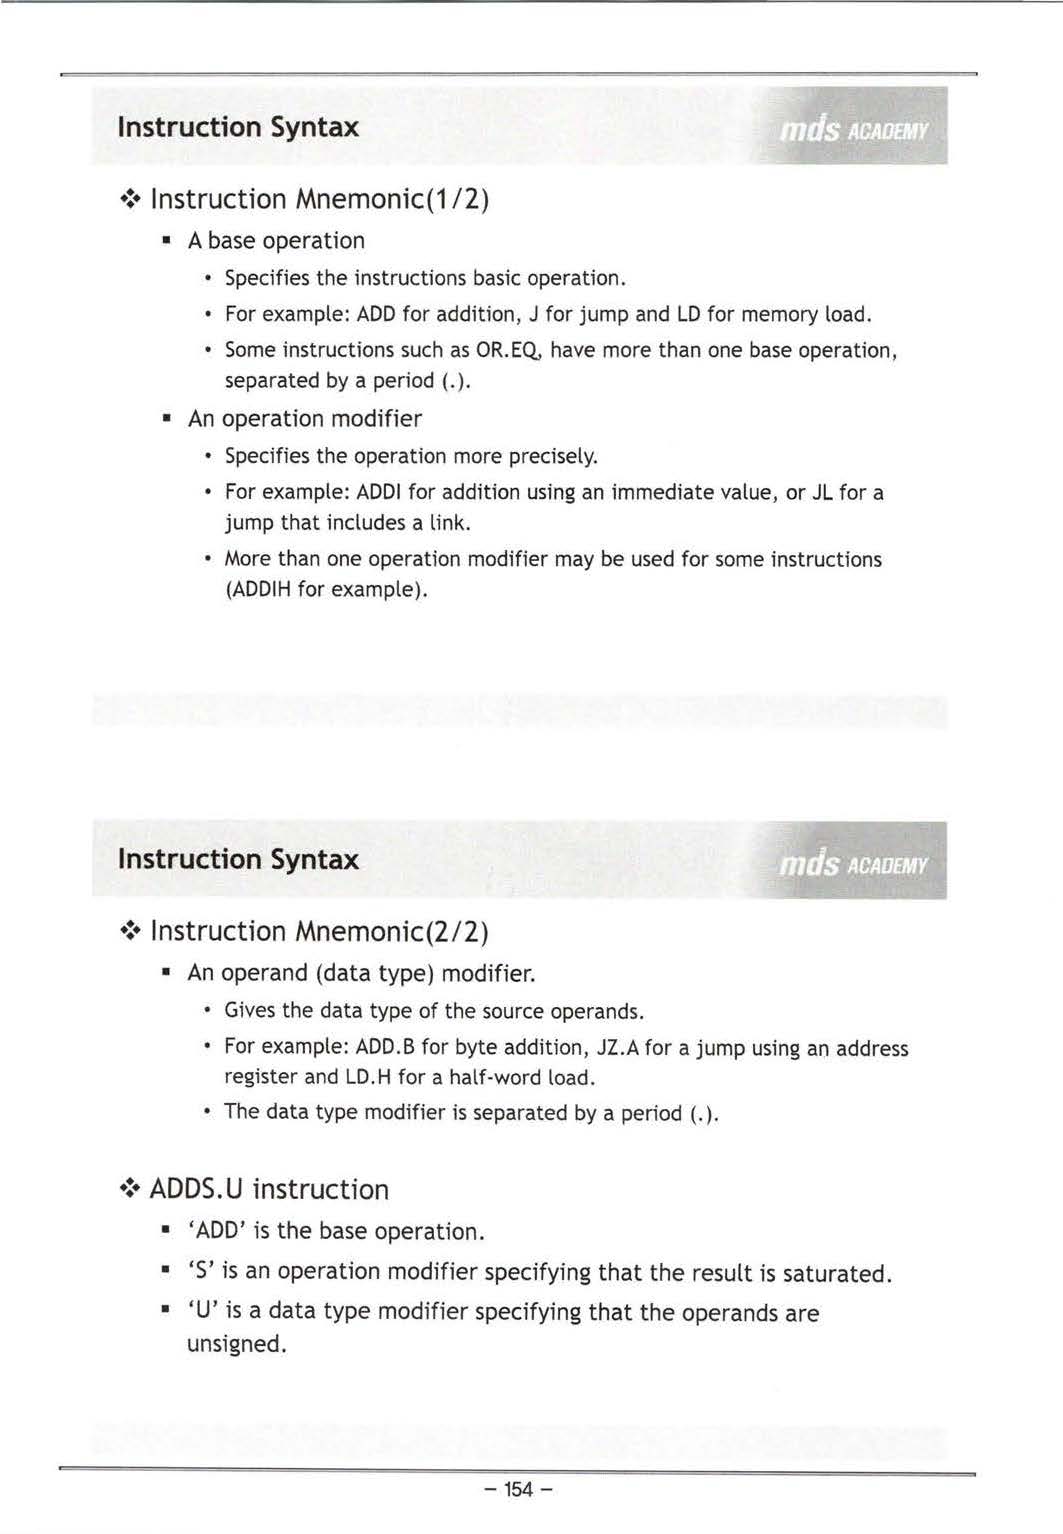 Instruction Syntax
mds ACADEMY
❖ Instruction Mnemonic(1/2)
▪ A base operation
• Specifies the instructions basic operation.
• For example: ADD for addition, J for jump and LD for memory load.
• Some instructions such as OR.EQ, have more than one base operation,
separated by a period (.).
▪ An operation modifier
• Specifies the operation more precisely.
• For example: ADDI for addition using an immediate value, or JL for a
jump that includes a link.
• More than one operation modifier may be used for some instructions
(ADDIH for example).
Instruction Syntax
mds ACADEMY
❖ Instruction Mnemonic(2/2)
▪ An operand (data type) modifier.
• Gives the data type of the source operands.
• For example: ADD.B for byte addition, JZ.A for a jump using an address
register and LD.H for a half-word load.
• The data type modifier is separated by a period (.).
❖ ADDS.U instruction
▪ ‘ADD’ is the base operation.
▪ ‘S’ is an operation modifier specifying that the result is saturated.
▪ ‘U’ is a data type modifier specifying that the operands are
unsigned.
– 154 –